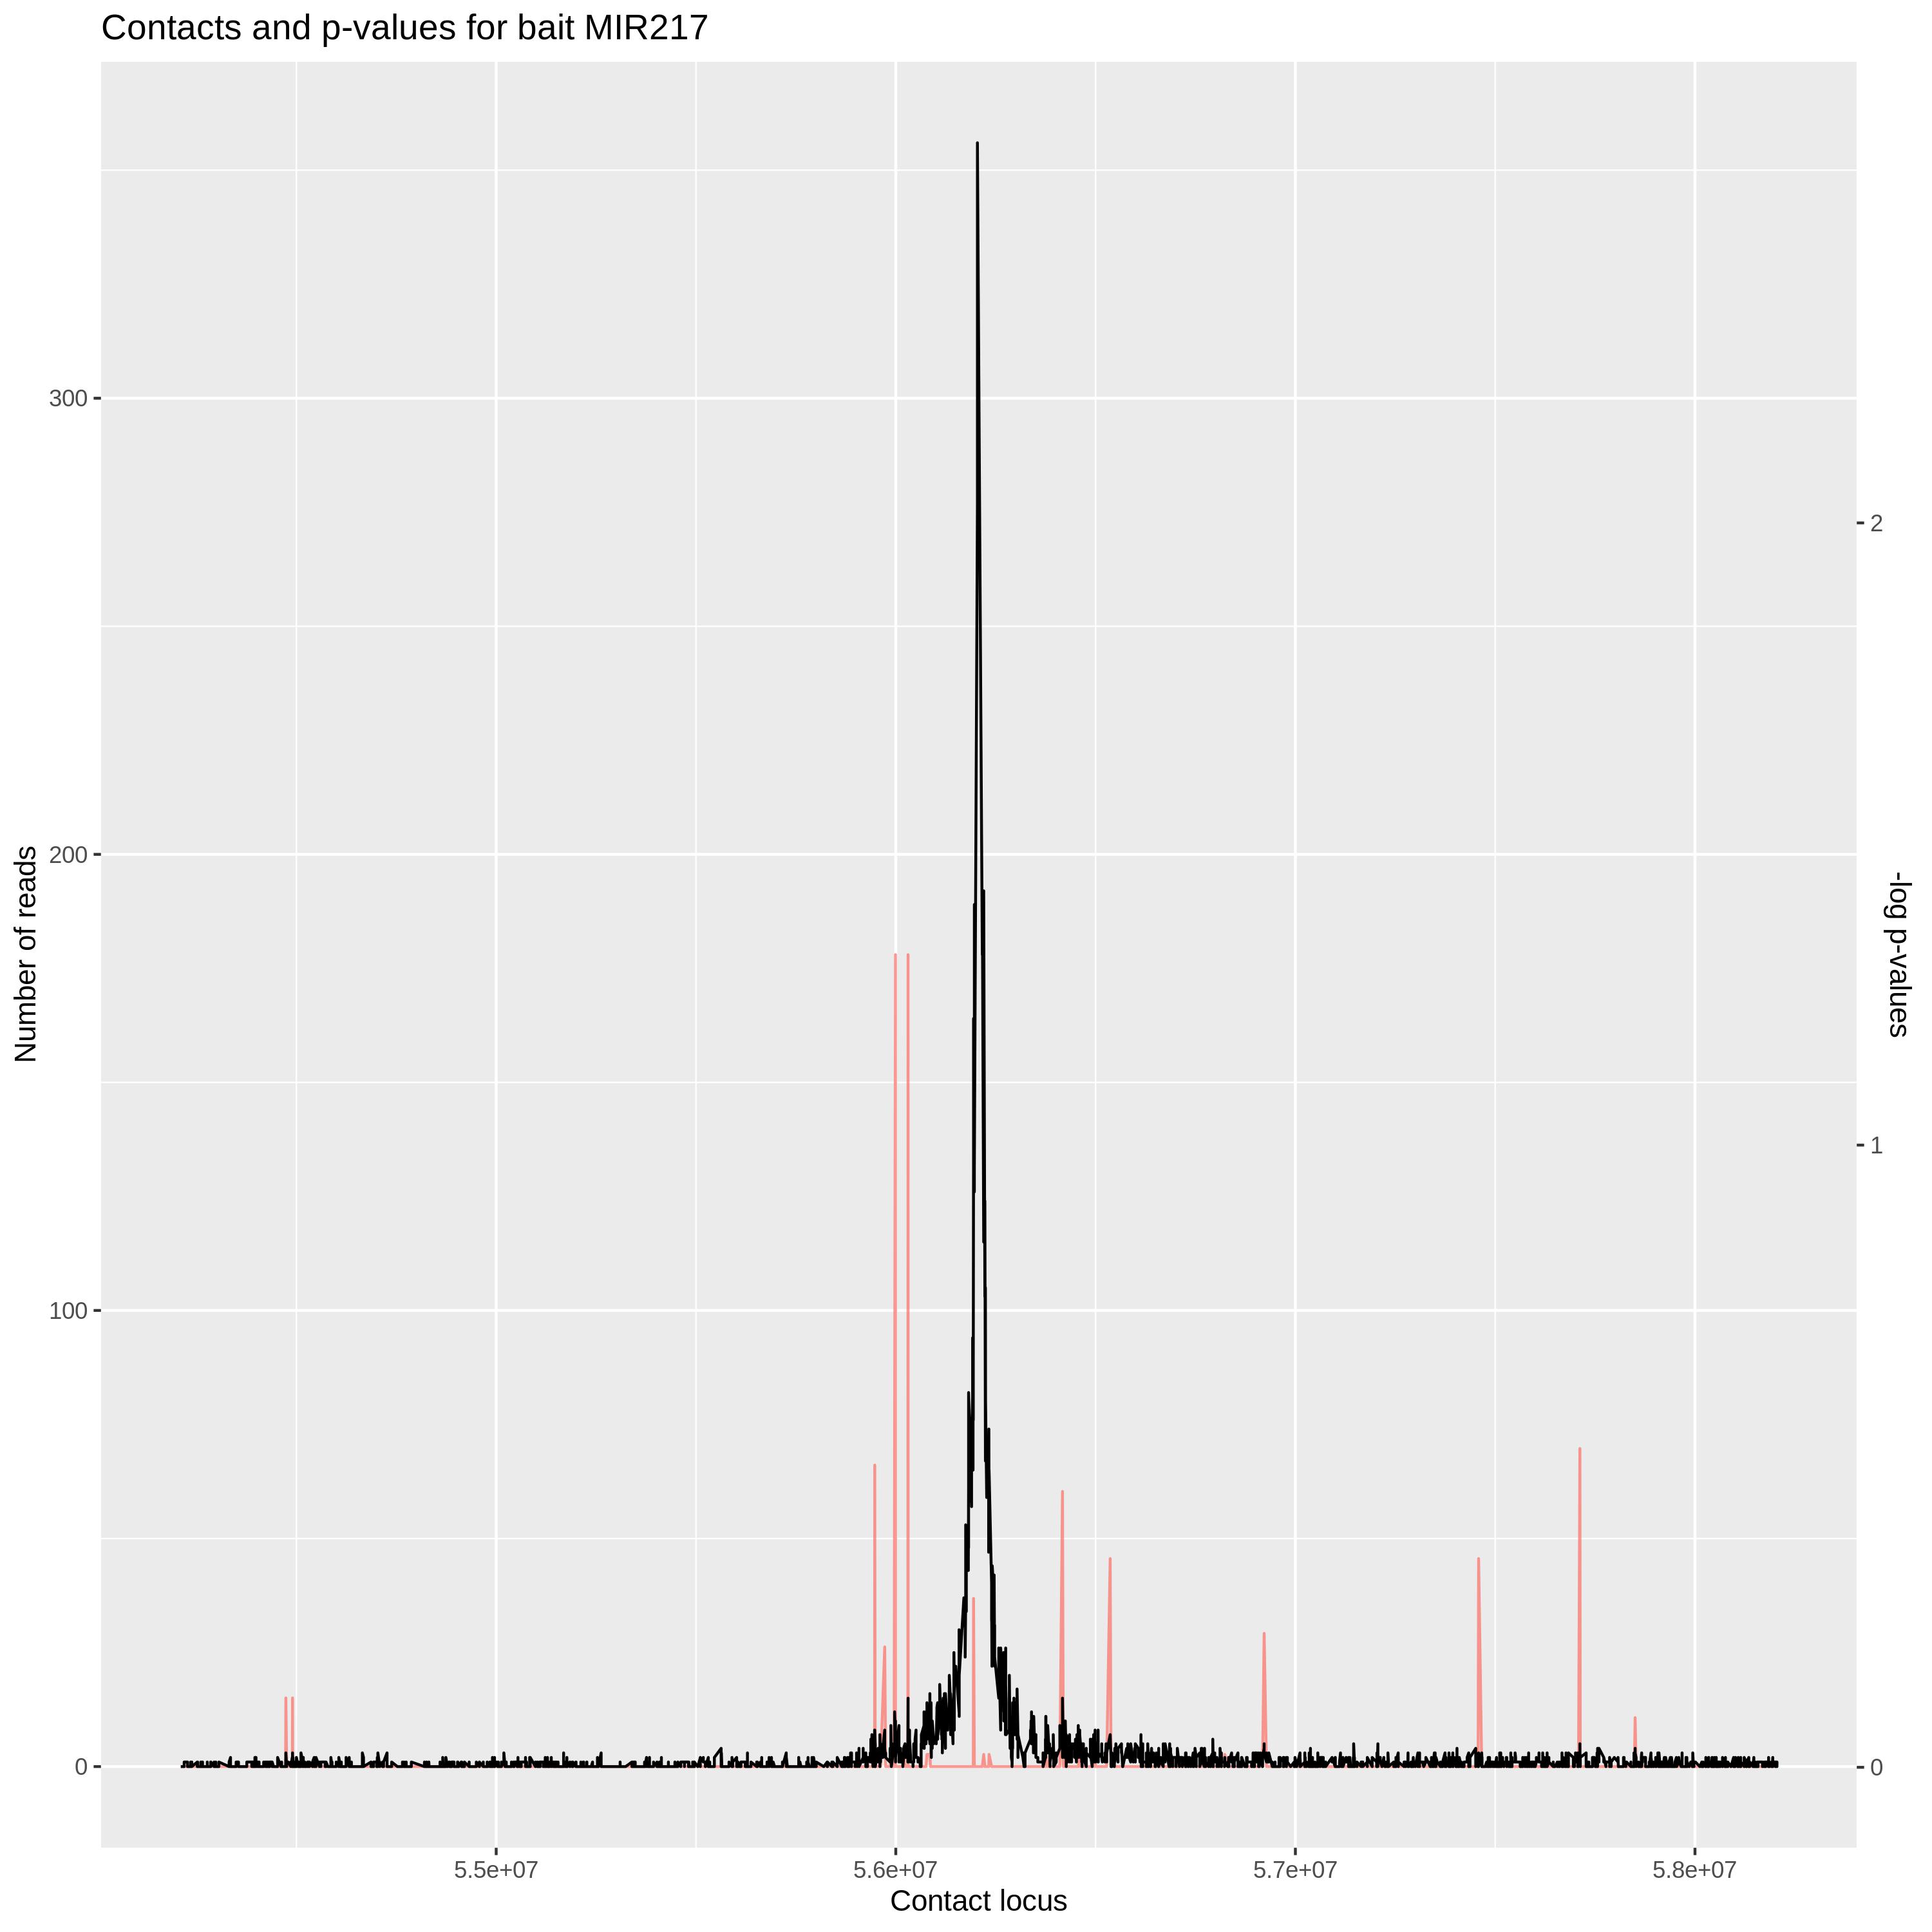 Contacts and p-values for bait MIR217
300
200
100
0
Number of reads
2
1
0
-log p-values
5.5e+07
5.6e+07
5.7e+07
5.8e+07
Contact locus